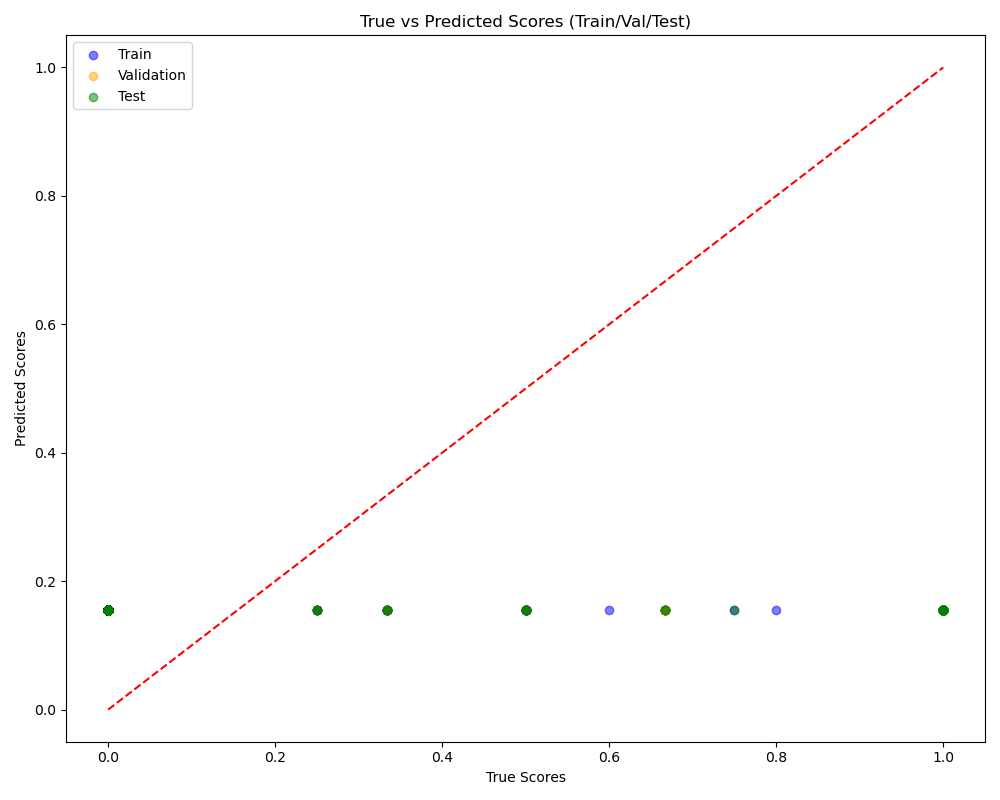 True vs Predicted Scores (Train/Val/Test)
Train
Validation
Test
1.0
0.8
0.6
0.4
0.2
0.0
Predicted Scores
0.0 0.2 0.4 0.6 0.8 1.0
True Scores